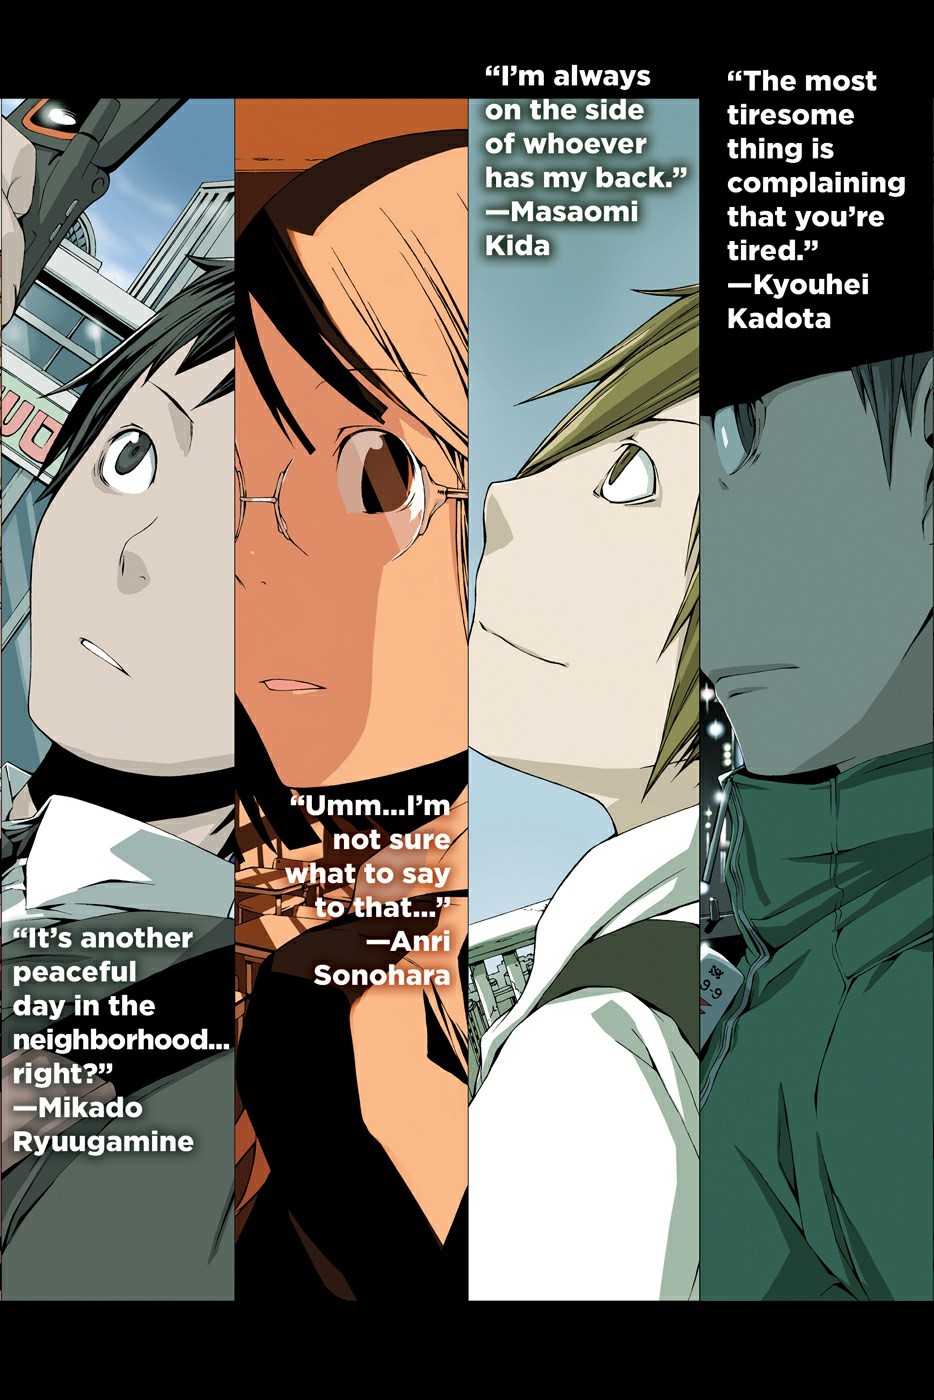 “It’s another
peaceful
day in the
neighborhood...
right?”
—Mikado
Ryuugamine
“Umm...I’m
not sure
what to say
to that...”
—Anri
Sonohara
“I’m always
on the side
of whoever
has my back.”
—Masaomi
Kida
“The most
tiresome
thing is
complaining
that you’re
tired.”
—Kyouhei
Kadota
9-9